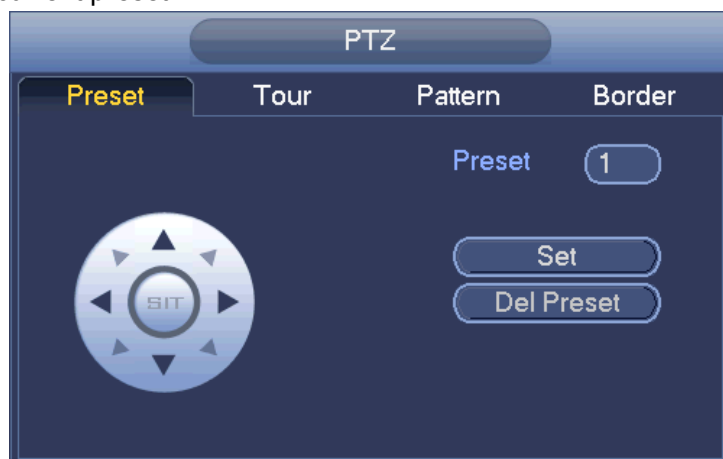 PTZ
Preset Tour Pattern Border
Preset 1
Set
SIT
Del Preset